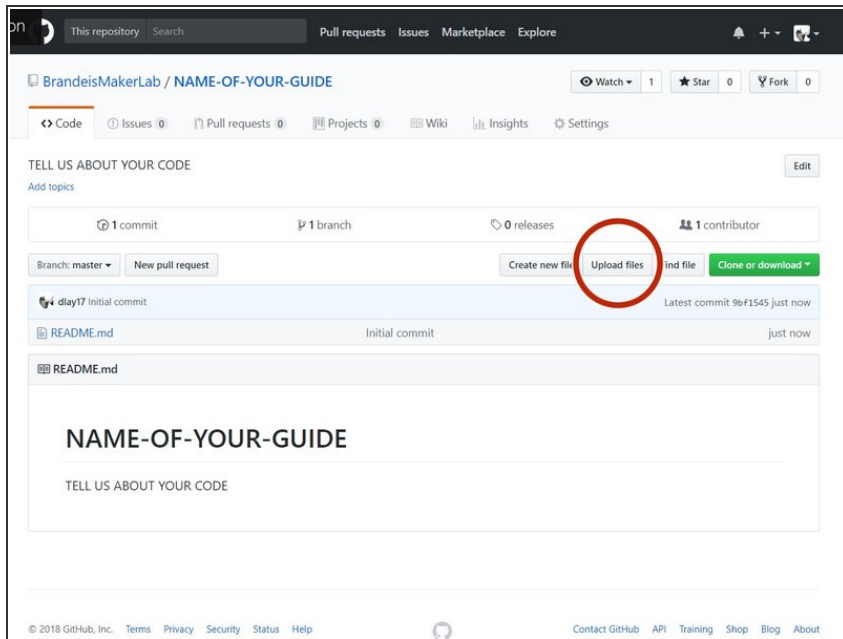 on
This repository Search Pull requests Issues Marketplace Explore
BrandeisMakerLab / NAME-OF-YOUR-GUIDE Watch 1 Star 0 Fork 0
Code Issues 0 Pull requests 0 Projects 0 Wiki Insights Settings
TELL US ABOUT YOUR CODE Edit
Add topics
1 commit 1 branch 0 releases 1 contributor
Branch: master New pull request Create new file Upload files ind file Clone or download
dlay17 Initial commit Latest commit 9bf1545 just now
README.md Initial commit just now
README.md
NAME-OF-YOUR-GUIDE
TELL US ABOUT YOUR CODE
© 2018 GitHub, Inc. Terms Privacy Security Status Help Contact GitHub API Training Shop Blog About